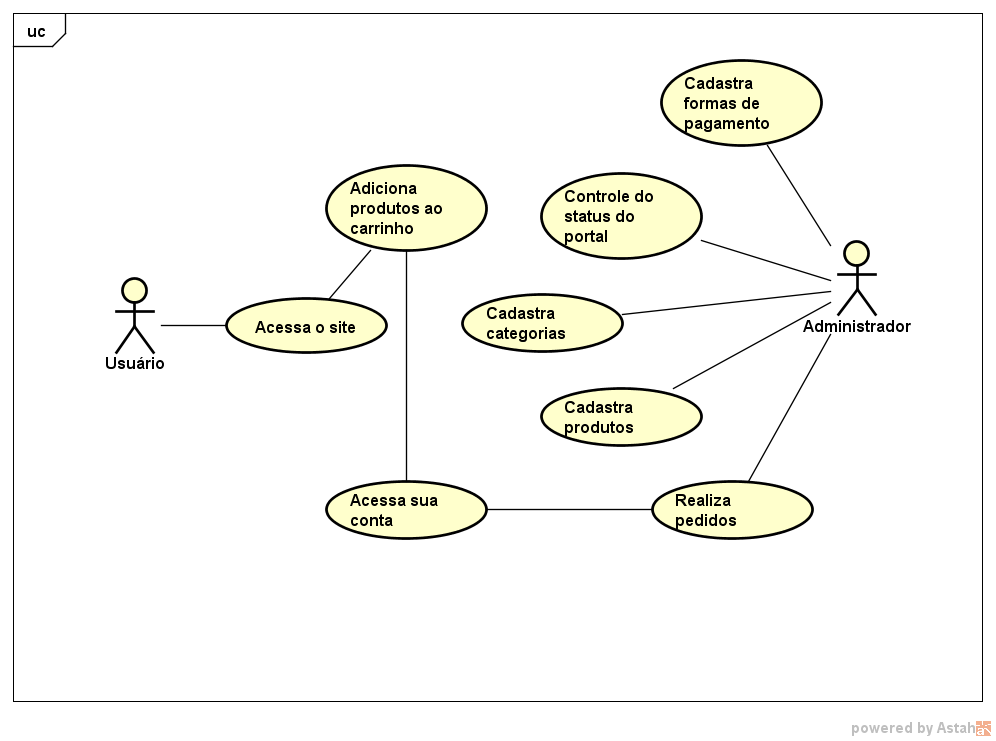 uc
Cadastra
formas de
pagamento
Adiciona
produtos ao
carrinho
Controle do
status do
portal
Acessa o site
Cadastra
categorias
Usuário
Administrador
Cadastra
produtos
Acessa sua
conta
Realiza
pedidos
powered by Astah